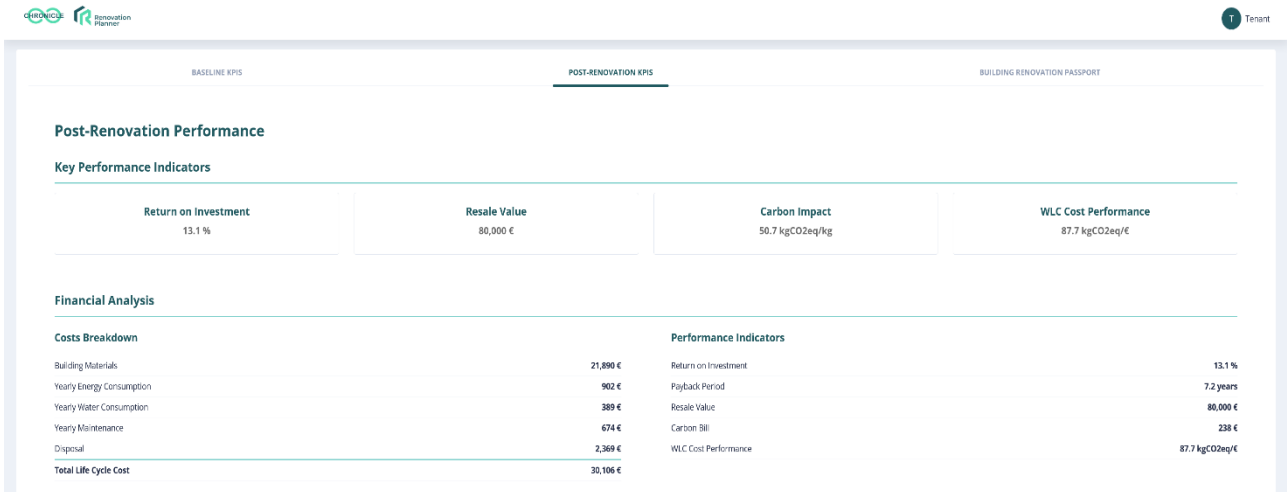 CHRONICLE Renovation Planner T Tenant
BASELINE KPIS POST-RENOVATION KPIS BUILDING RENOVATION PASSPORT
Post-Renovation Performance
Key Performance Indicators
Return on Investment Resale Value Carbon Impact WLC Cost Performance
13.1 % 80,000 € 50.7 kgCO2eq/kg 87.7 kgCO2eq/€
Financial Analysis
Costs Breakdown
Building Materials 21,890 €
Yearly Energy Consumption 902 €
Yearly Water Consumption 389 €
Yearly Maintenance 674 €
Disposal 2,369 €
Total Life Cycle Cost 30,106 €
Performance Indicators
Return on Investment 13.1 %
Payback Period 7.2 years
Resale Value 80,000 €
Carbon Bill 238 €
WLC Cost Performance 87.7 kgCO2eq/€